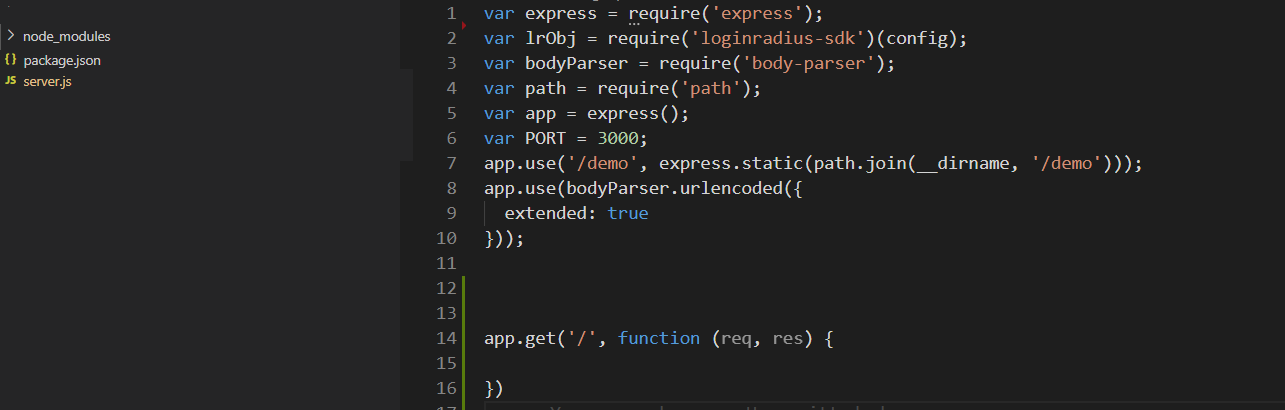 node_modules
{} package.json
JS server.js
1 var express = require('express');
2 var lrObj = require('loginradius-sdk')(config);
3 var bodyParser = require('body-parser');
4 var path = require('path');
5 var app = express();
6 var PORT = 3000;
7 app.use('/demo', express.static(path.join(__dirname, '/demo')));
8 app.use(bodyParser.urlencoded({
9 extended: true
10 }));
11
12
13
14 app.get('/', function (req, res) {
15
16 })
17